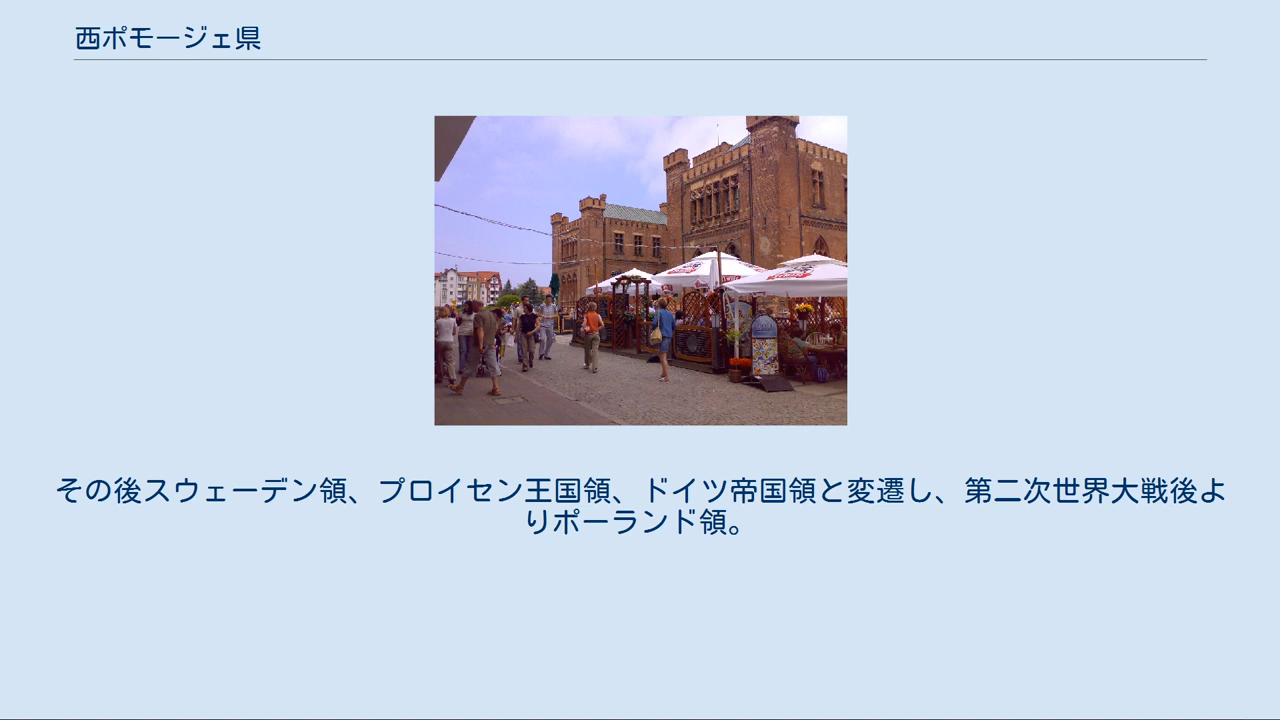 西ポモージェ県
その後スウェーデン領、プロイセン王国領、ドイツ帝国領と変遷し、第二次世界大戦後よ
りポーランド領。